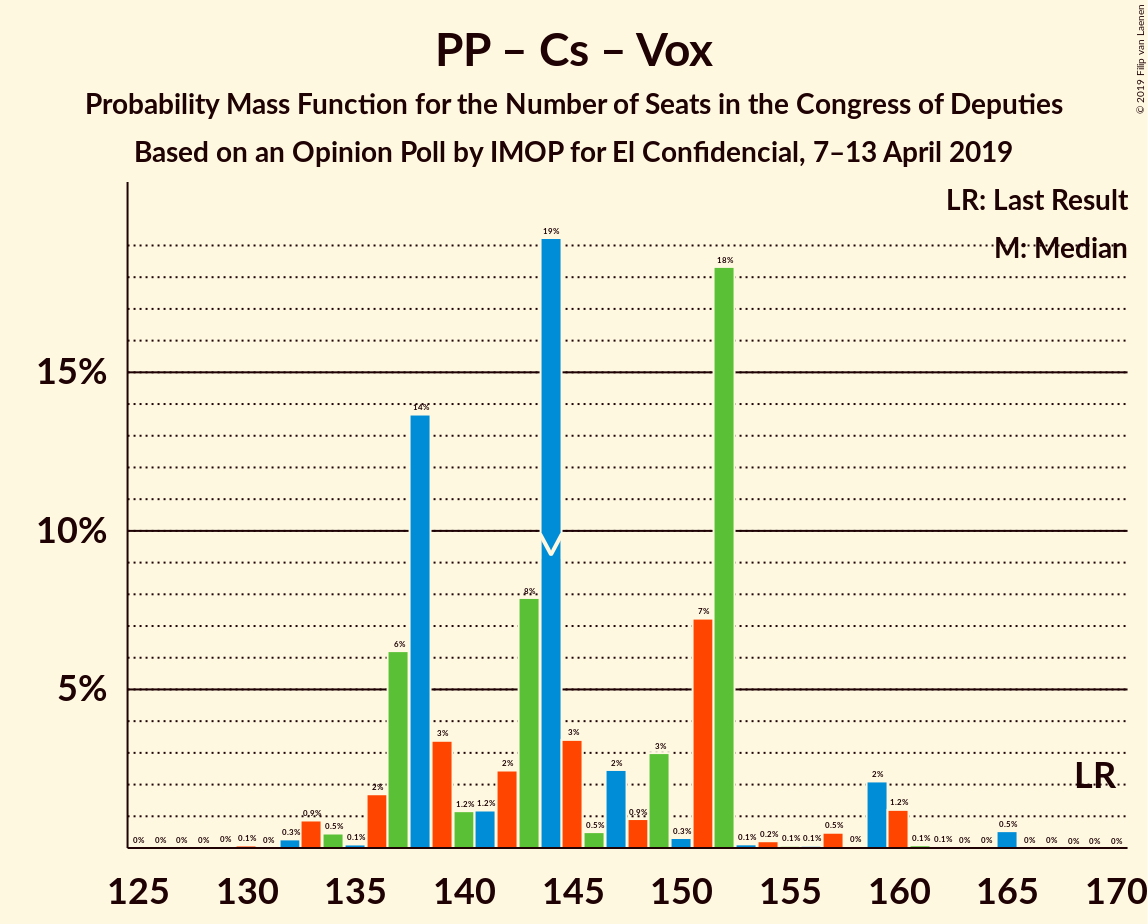 © 2019 Filip van Laenen
PP – Cs – Vox
Probability Mass Function for the Number of Seats in the Congress of Deputies
Based on an Opinion Poll by IMOP for El Confidencial, 7–13 April 2019
LR: Last Result
M: Median
15%
10%
5%
0% 0% 0% 0% 0% 0.1% 0% 0.3% 0.9% 0.5% 0.1% 2% 6% 14% 3% 1.2% 1.2% 2% 8% 19% 3% 0.5% 2% 0.9% 3% 0.3% 7% 18% 0.1% 0.2% 0.1% 0.1% 0.5% 0% 2% 1.2% 0.1% 0.1% 0% 0% 0.5% 0% 0% 0% 0% 0%
LR
125 130 135 140 145 150 155 160 165 170